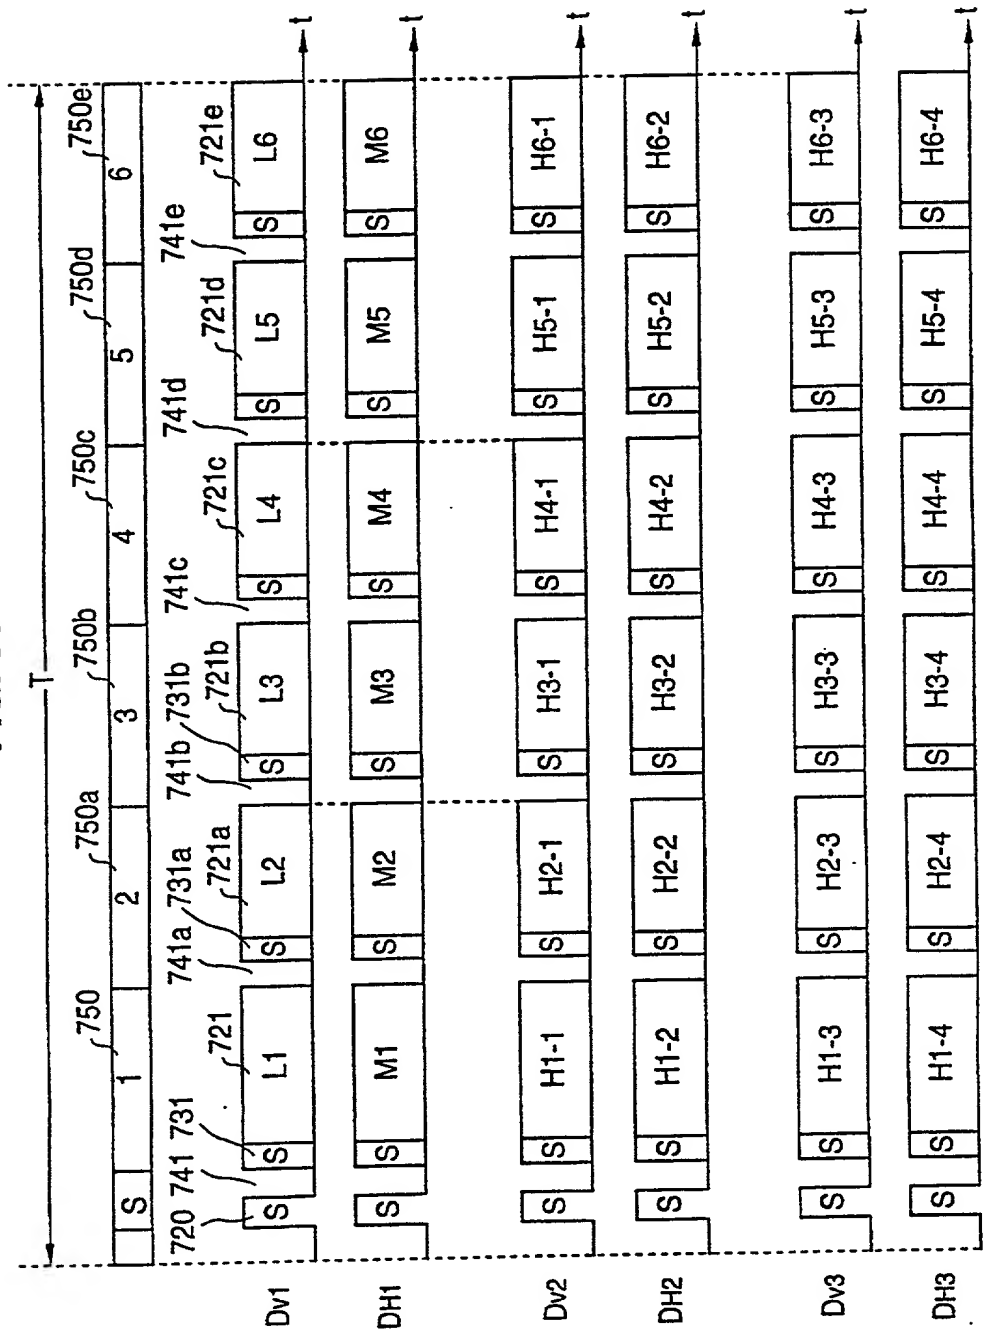 T
750 750a 750b 750c 750d 750e
S 1 2 3 4 5 6
720 741 731 721 741a 731a 721a 741b 731b 721b 741c 721c 741d 721d 741e 721e
Dv1 S S L1 S L2 S L3 S L4 S L5 S L6 t
DH1 S S M1 S M2 S M3 S M4 S M5 S M6 t
Dv2 S S H1-1 S H2-1 S H3-1 S H4-1 S H5-1 S H6-1 t
DH2 S S H1-2 S H2-2 S H3-2 S H4-2 S H5-2 S H6-2 t
Dv3 S S H1-3 S H2-3 S H3-3 S H4-3 S H5-3 S H6-3 t
DH3 S S H1-4 S H2-4 S H3-4 S H4-4 S H5-4 S H6-4 t